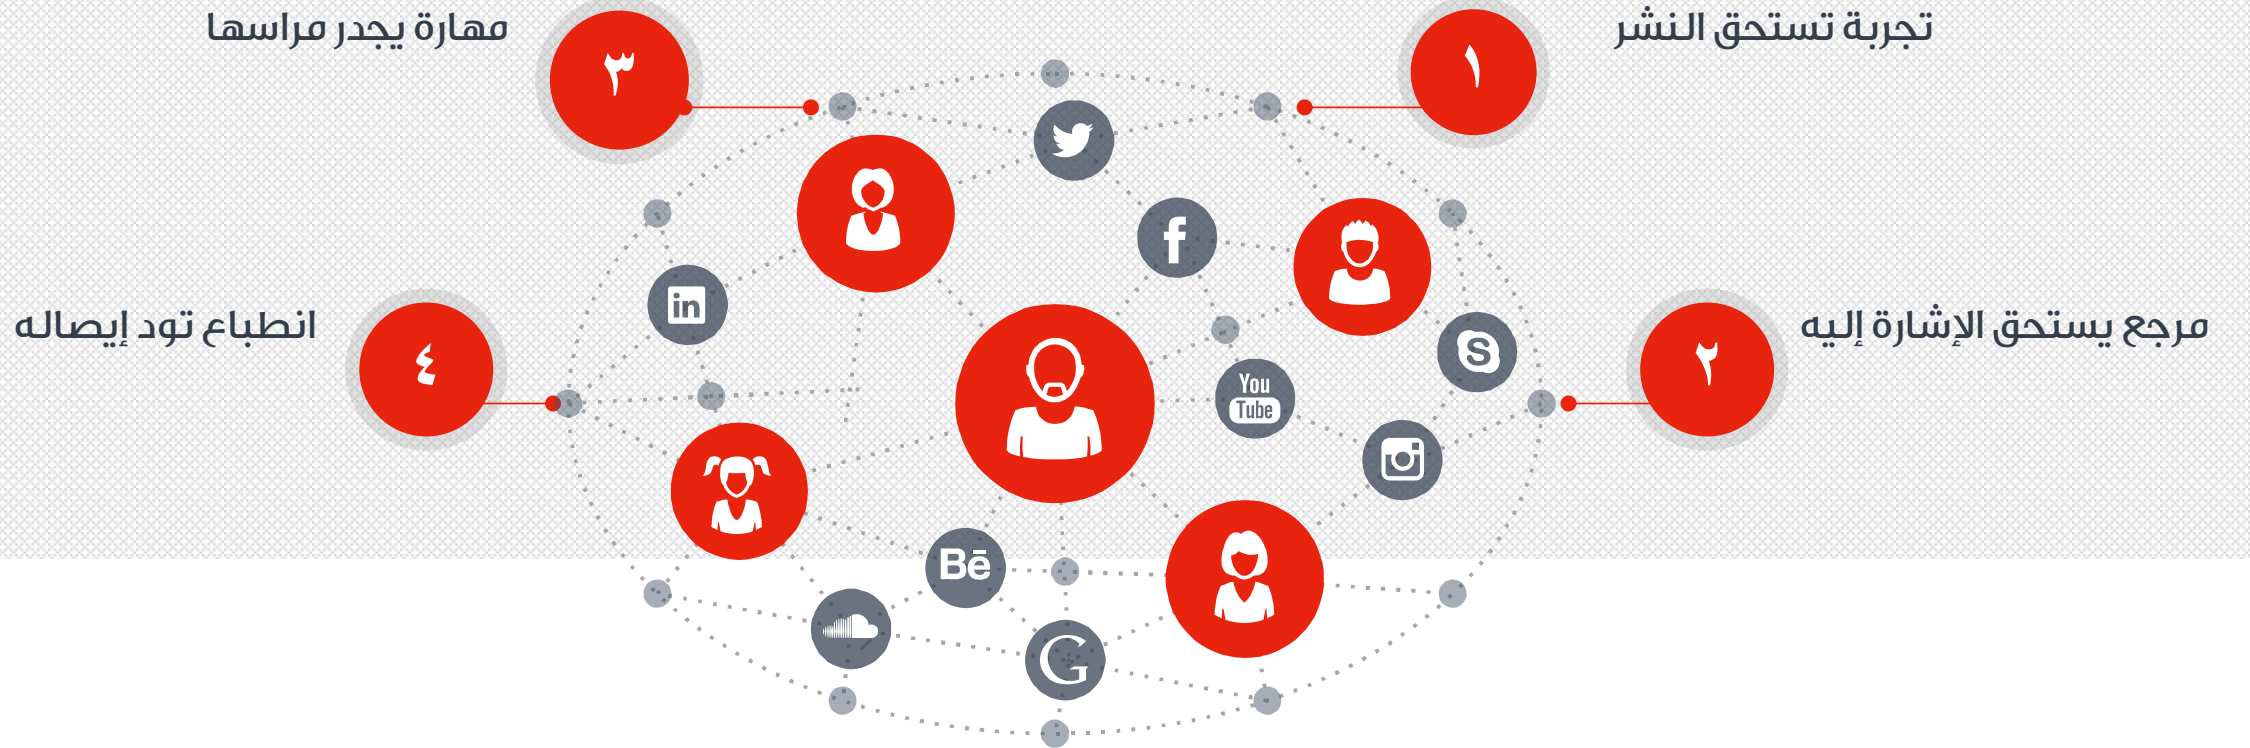 تجربة تستحق النشر
١
مرجع يستحق الإشارة إليه
٢
مهارة يجدر مراسها
٣
انطباع تود إيصاله
٤
in
f
S
You
Tube
Bē
G